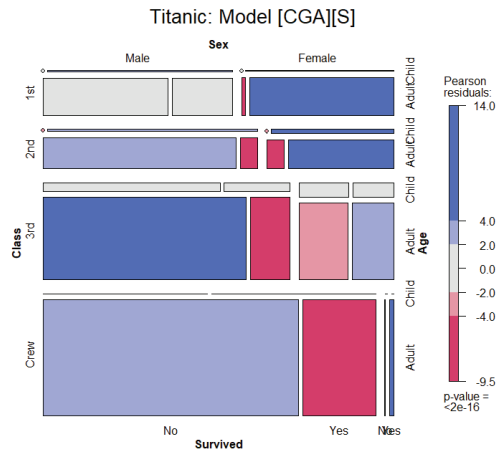 Titanic: Model [CGA][S]
Sex
Male Female
Class
1st
2nd
3rd
Crew
Child
Adult
Child
Adult
Child
Adult
Child
Adult
Age
No Yes No Yes
Survived
Pearson
residuals:
14.0
4.0
2.0
0.0
-2.0
-4.0
-9.5
p-value =
<2e-16